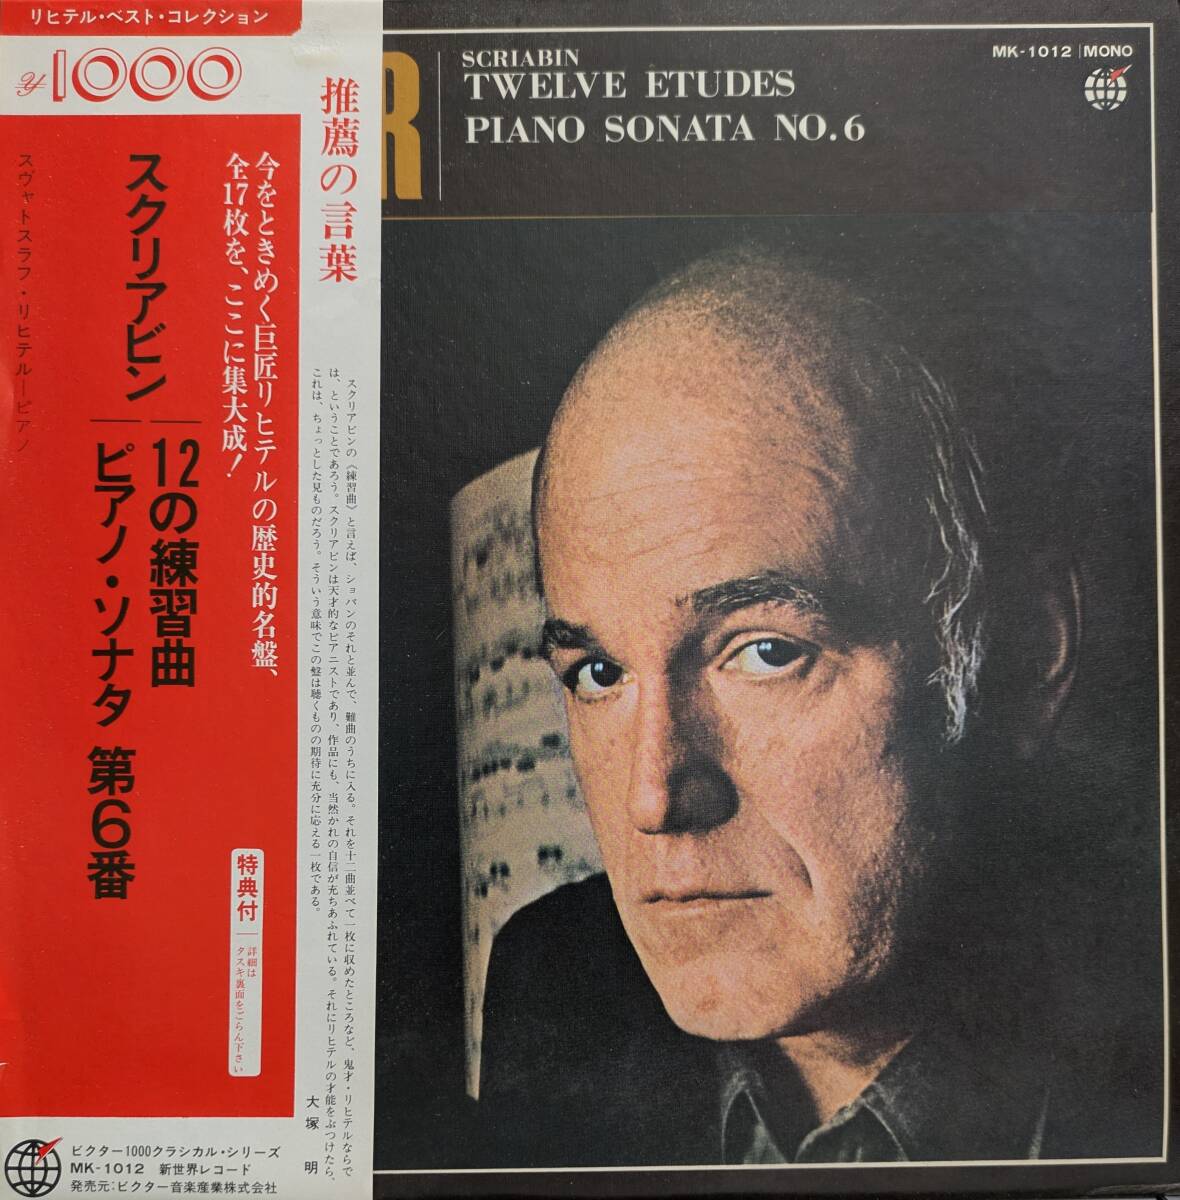 リヒテル・ベスト・コレクション
¥1000
今をときめく巨匠リヒテルの歴史的名盤、
全17枚を、ここに集大成!
スクリアビン
12の練習曲
ピアノ・ソナタ 第6番
スヴャトスラフ・リヒテル—ピアノ
特典付
詳細は
タスキ裏面をごらん下さい
ビクター1000クラシカル・シリーズ
MK-1012 新世界レコード
発売元:ビクター音楽産業株式会社
推薦の言葉
スクリアビンの《練習曲》と言えば、ショパンのそれと並んで、難曲のうちに入る。それを十二曲並べて一枚に収めたところなど、鬼才・リヒテルならで
は、ということであろう。スクリアビンは天才的なピアニストであり、作品にも、当然かれの自信が充ちあふれている。それにリヒテルの才能をぶつけたら、
これは、ちょっとした見ものだろう。そういう意味でこの盤は聴くものの期待に充分に応える一枚である。
大塚 明
R
SCRIABIN
TWELVE ETUDES
PIANO SONATA NO.6
MK-1012 | MONO